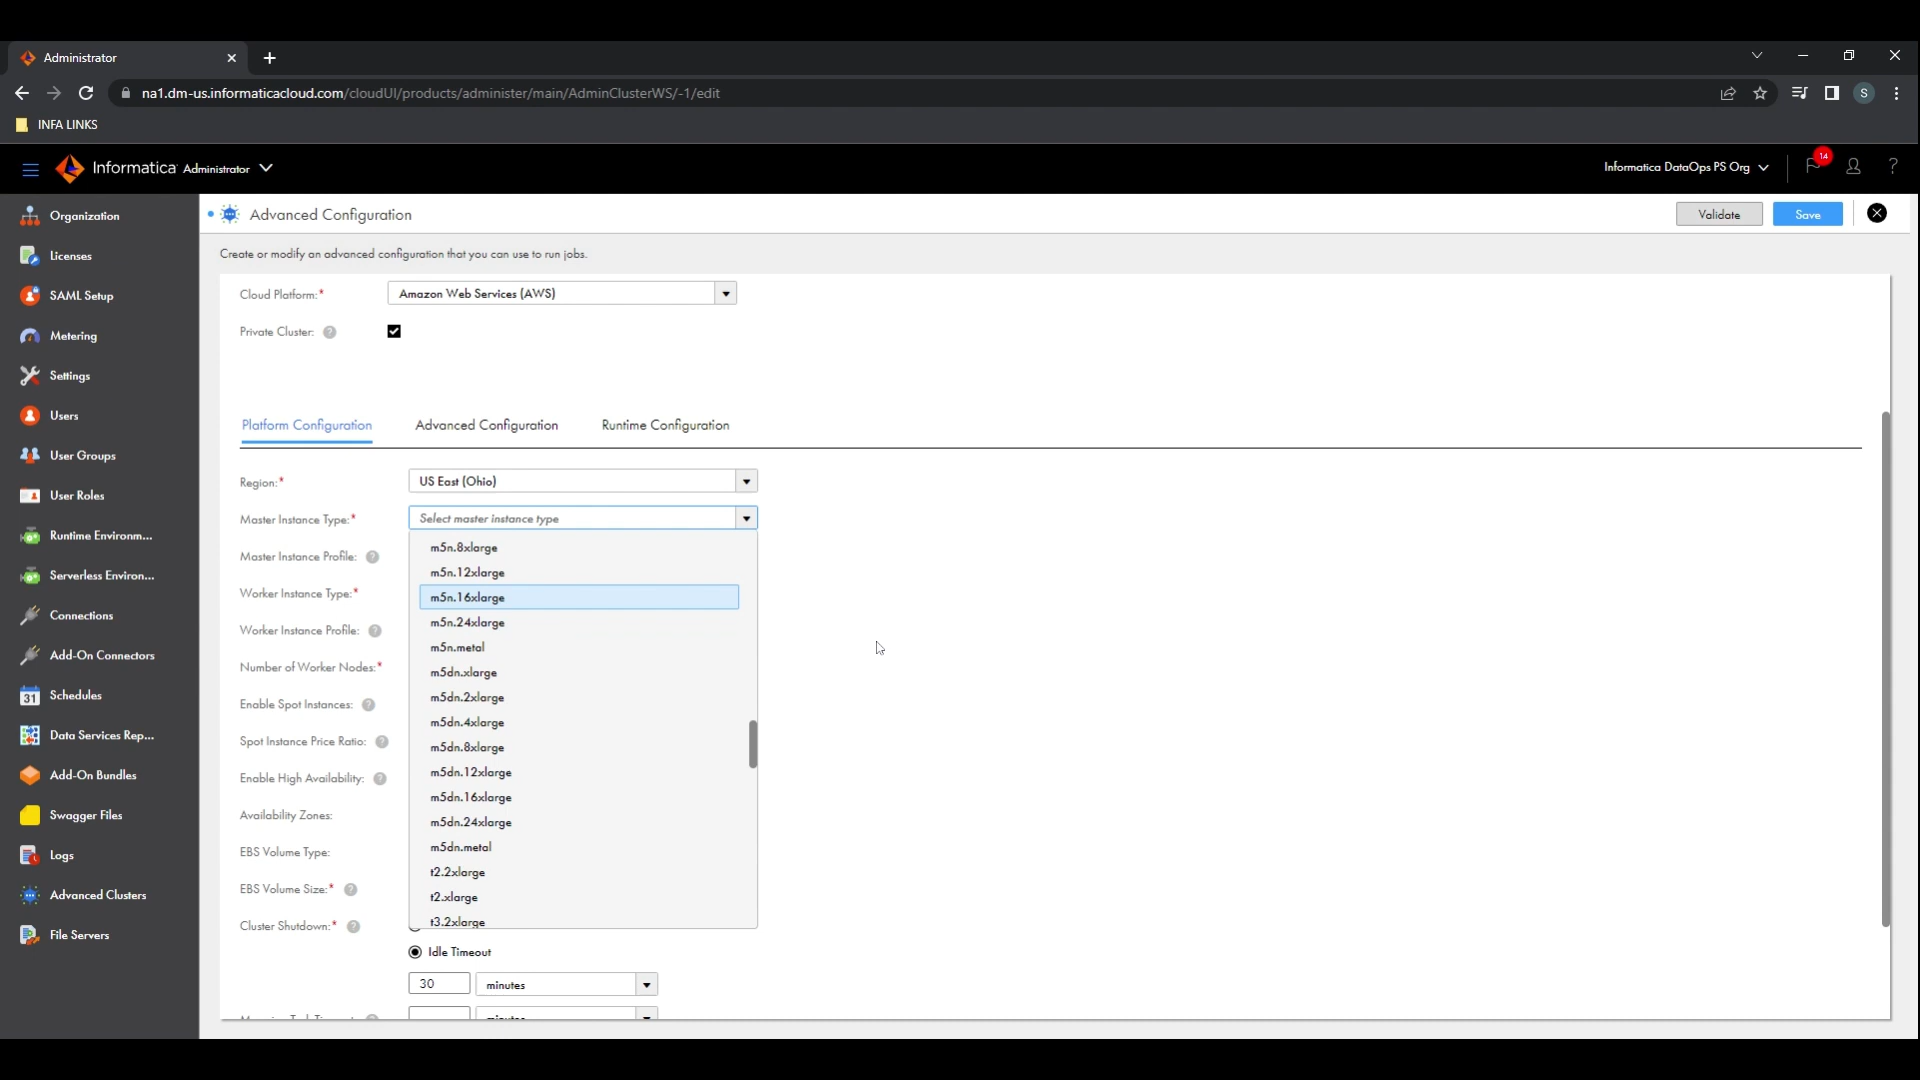 Administrator
na1.dm-us.informaticacloud.com/cloudUI/products/administer/main/AdminClusterWS/-1/edit
S
INFA LINKS
Informatica Administrator
Informatica DataOps PS Org
14
?
Organization
Licenses
SAML Setup
Metering
Settings
Users
User Groups
User Roles
Runtime Environm...
Serverless Environ...
Connections
Add-On Connectors
31
Schedules
Data Services Rep...
Add-On Bundles
Swagger Files
Logs
Advanced Clusters
File Servers
Advanced Configuration
Validate
Save
Create or modify an advanced configuration that you can use to run jobs.
Cloud Platform:*
Amazon Web Services (AWS)
Private Cluster: ?
Platform Configuration
Advanced Configuration
Runtime Configuration
Region:*
US East (Ohio)
Master Instance Type:*
Select master instance type
Master Instance Profile: ?
Worker Instance Type:*
Worker Instance Profile: ?
Number of Worker Nodes:*
Enable Spot Instances: ?
Spot Instance Price Ratio: ?
Enable High Availability: ?
Availability Zones:
EBS Volume Type:
EBS Volume Size:* ?
Cluster Shutdown:* ?
m5n.8xlarge
m5n.12xlarge
m5n.16xlarge
m5n.24xlarge
m5n.metal
m5dn.xlarge
m5dn.2xlarge
m5dn.4xlarge
m5dn.8xlarge
m5dn.12xlarge
m5dn.16xlarge
m5dn.24xlarge
m5dn.metal
t2.2xlarge
t2.xlarge
t3.2xlarge
Idle Timeout
30
minutes
minutes